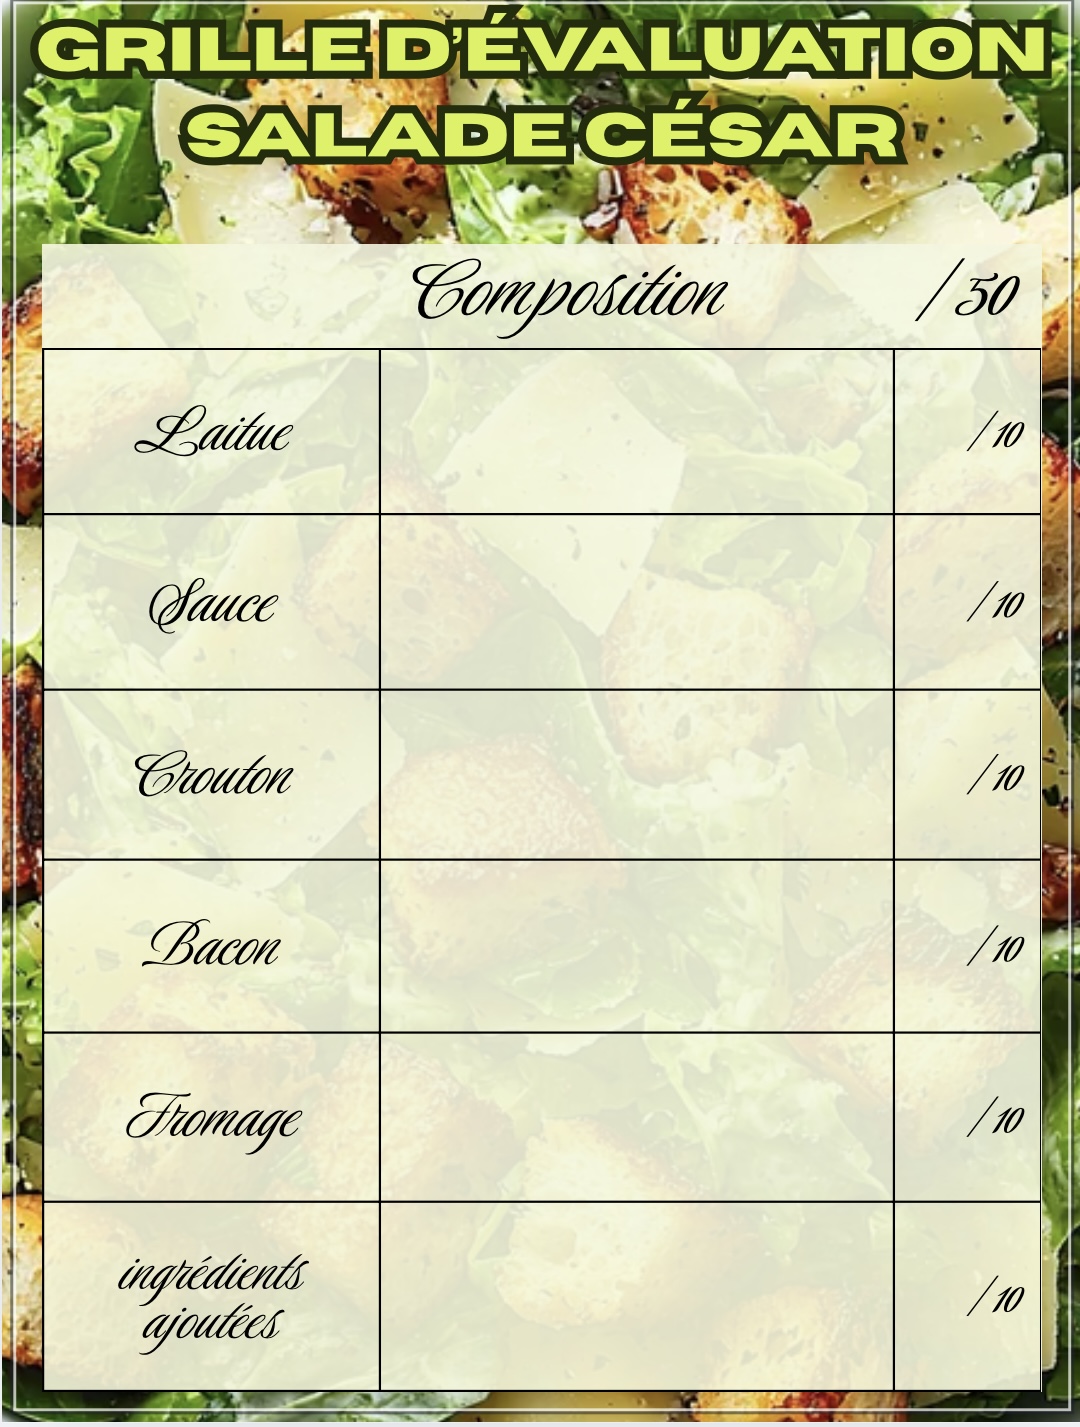 GRILLE D'ÉVALUATION
SALADE CÉSAR
Composition / 50
Laitue / 10
Sauce / 10
Crouton / 10
Bacon / 10
Fromage / 10
ingrédients
ajoutées / 10